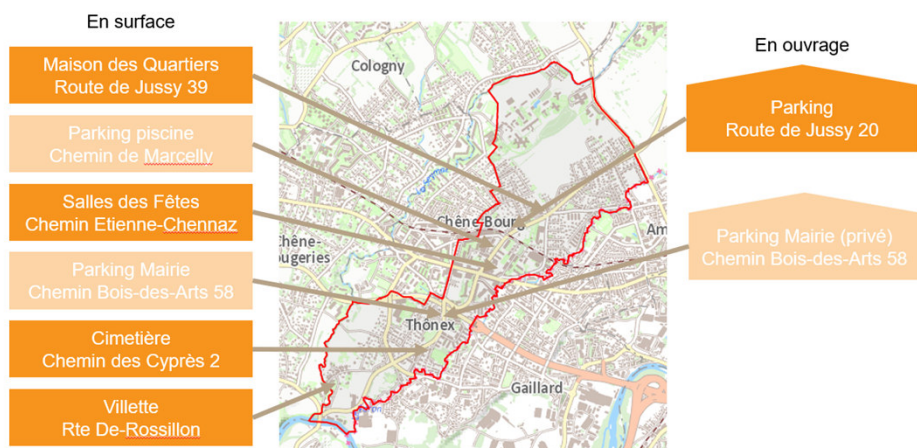 En surface
Maison des Quartiers
Route de Jussy 39
Parking piscine
Chemin de Marcelly
Salles des Fêtes
Chemin Etienne-Chennaz
Parking Mairie
Chemin Bois-des-Arts 58
Cimetière
Chemin des Cyprès 2
Villette
Rte De-Rossillon
Cologny
Chêne-Bourg
Chêne-
ougeries
Thônex
Gaillard
Am
En ouvrage
Parking
Route de Jussy 20
Parking Mairie (privé)
Chemin Bois-des-Arts 58